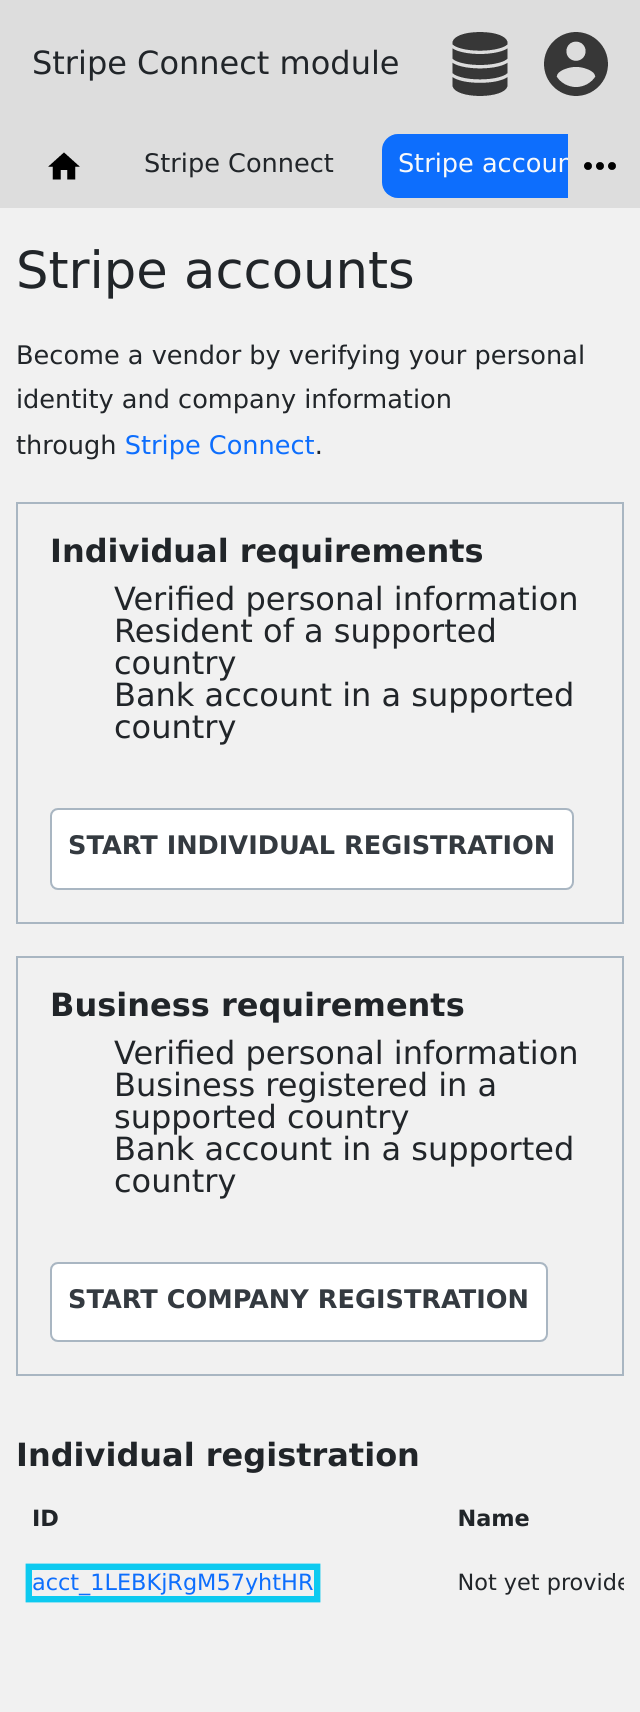 Stripe Connect module
Stripe Connect
Stripe accoun
Stripe accounts
Become a vendor by verifying your personal
identity and company information
through Stripe Connect.
Individual requirements
Verified personal information
Resident of a supported
country
Bank account in a supported
country
START INDIVIDUAL REGISTRATION
Business requirements
Verified personal information
Business registered in a
supported country
Bank account in a supported
country
START COMPANY REGISTRATION
Individual registration
ID Name
acct_1LEBKjRgM57yhtHR Not yet provide